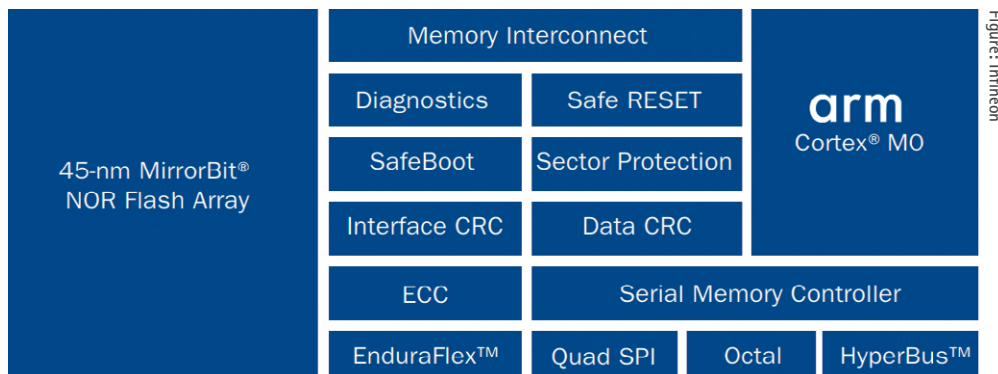 45-nm MirrorBit®
NOR Flash Array
Memory Interconnect
Diagnostics
Safe RESET
SafeBoot
Sector Protection
Interface CRC
Data CRC
arm
Cortex® M0
ECC
Serial Memory Controller
EnduraFlex™
Quad SPI
Octal
HyperBus™
Figure: Infineon